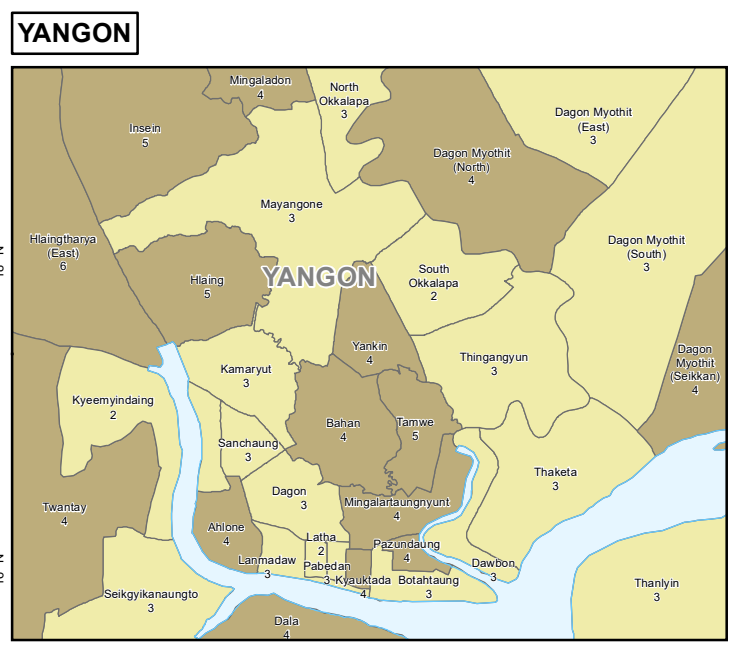 YANGON
Mingaladon
4
North
Okkalapa
3
Insein
5
Dagon Myothit
(East)
3
Dagon Myothit
(North)
4
Mayangone
3
Hlaingtharya
(East)
6
Dagon Myothit
(South)
3
Hlaing
5
YANGON
South
Okkalapa
2
Yankin
4
Thingangyun
3
Dagon
Myothit
(Seikkan)
4
Kamaryut
3
Kyeemyindaing
2
Bahan
4
Tamwe
5
Sanchaung
3
Thaketa
3
Dagon
3
Mingalartaungnyunt
4
Twantay
4
Ahlone
4
Latha
2
Pazundaung
4
Lanmadaw
3
Pabedan
3
Kyauktada
4
Botahtaung
3
Dawbon
3
Thanlyin
3
Seikgyikanaungto
3
Dala
4